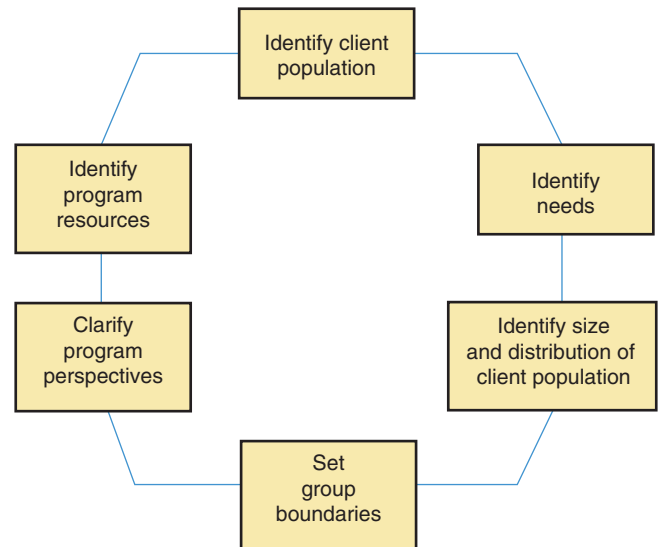 Identify client
population
Identify
needs
Identify size
and distribution of
client population
Set
group
boundaries
Clarify
program
perspectives
Identify
program
resources